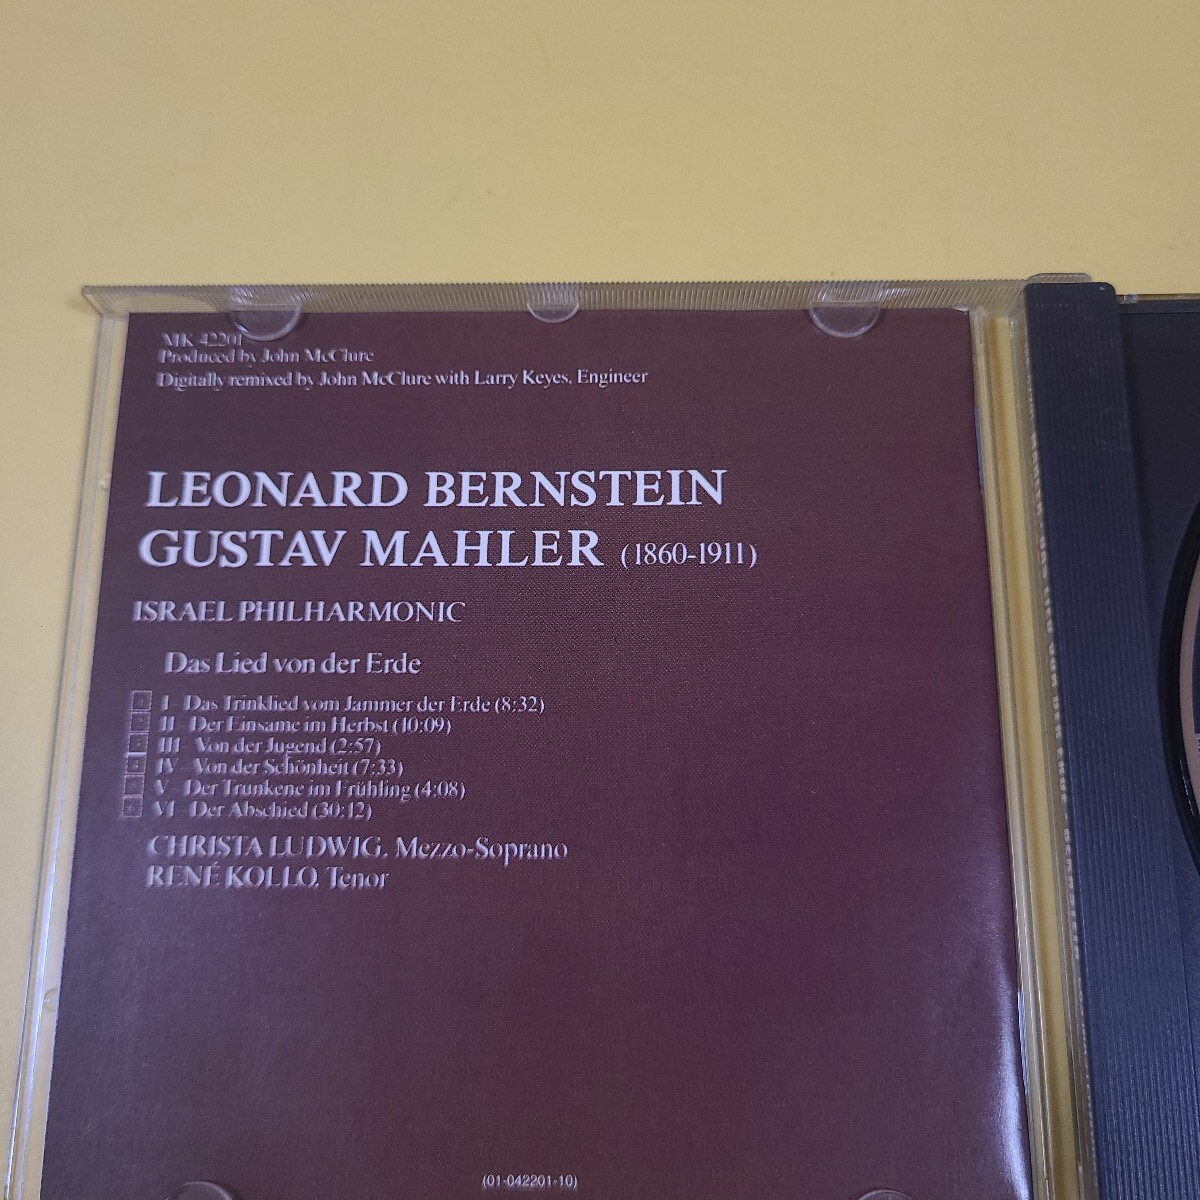 MK 42201
Produced by John McClure
Digitally remixed by John McClure with Larry Keyes, Engineer
LEONARD BERNSTEIN
GUSTAV MAHLER (1860-1911)
ISRAEL PHILHARMONIC
Das Lied von der Erde
I - Das Trinklied vom Jammer der Erde (8:32)
II - Der Einsame im Herbst (10:09)
III - Von der Jugend (2:57)
IV - Von der Schönheit (7:33)
V - Der Trunkene im Frühling (4:08)
VI - Der Abschied (30:12)
CHRISTA LUDWIG, Mezzo-Soprano
RENÉ KOLLO, Tenor
(01-042201-10)